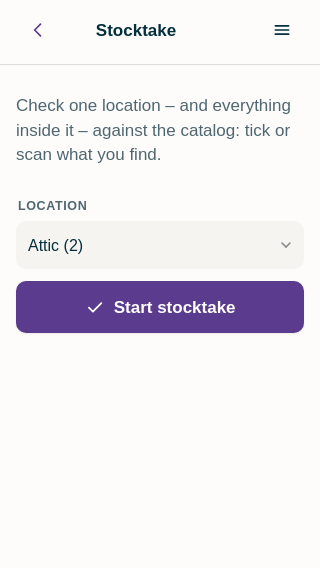 Stocktake
Check one location – and everything
inside it – against the catalog: tick or
scan what you find.
LOCATION
Attic (2)
Start stocktake